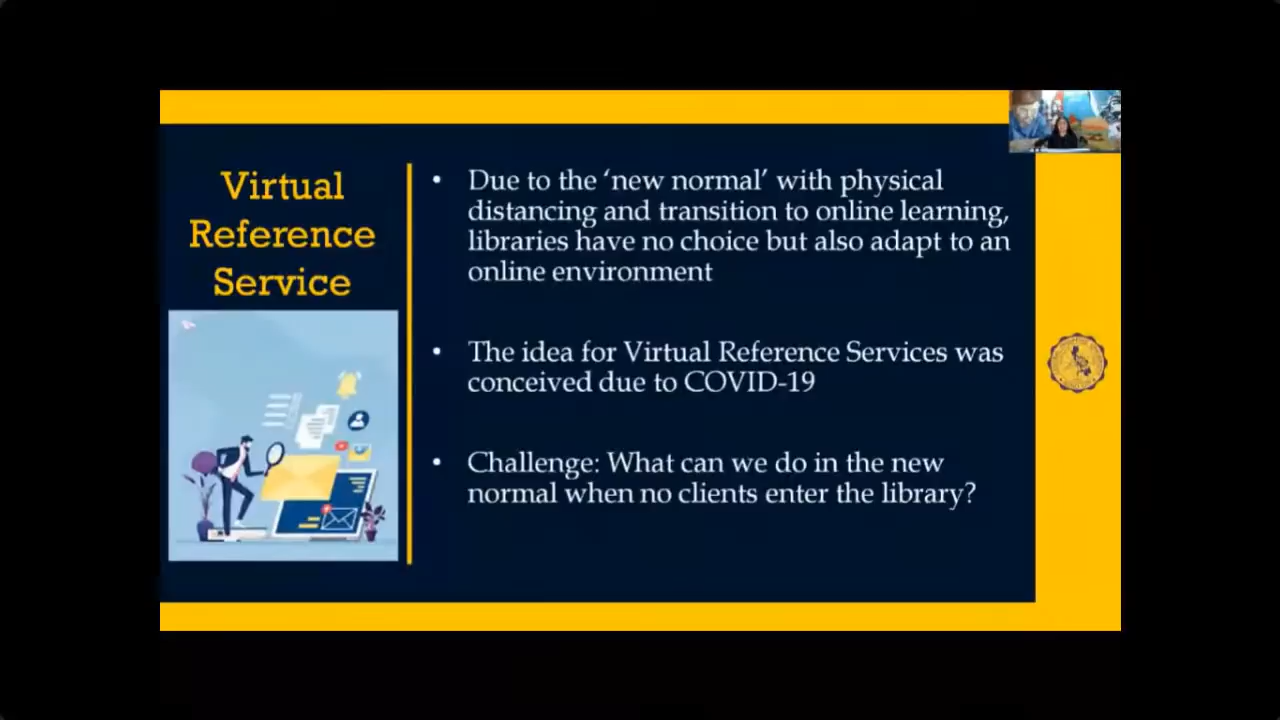 Virtual
Reference
Service
• Due to the ‘new normal’ with physical
distancing and transition to online learning,
libraries have no choice but also adapt to an
online environment
• The idea for Virtual Reference Services was
conceived due to COVID-19
• Challenge: What can we do in the new
normal when no clients enter the library?